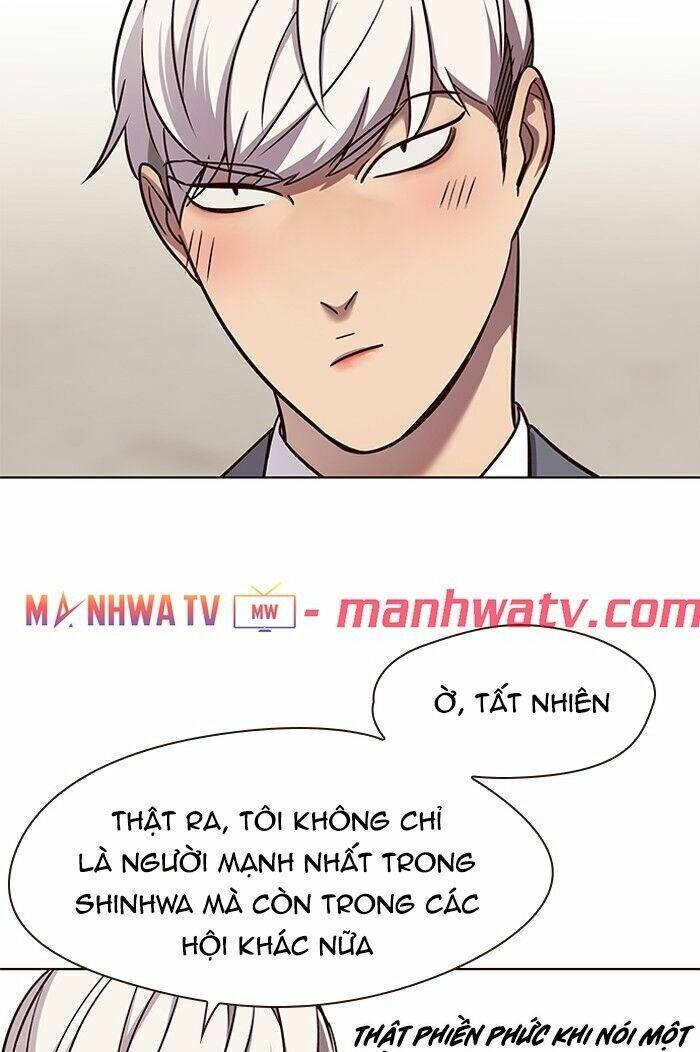 MANHWA TV MW - manhwatv.com
Ờ, TẤT NHIÊN
THẬT RA, TÔI KHÔNG CHỈ
LÀ NGƯỜI MẠNH NHẤT TRONG
SHINHWA MÀ CÒN TRONG CÁC
HỘI KHÁC NỮA
THẬT PHIỀN PHỨC KHI NÓI MỘT